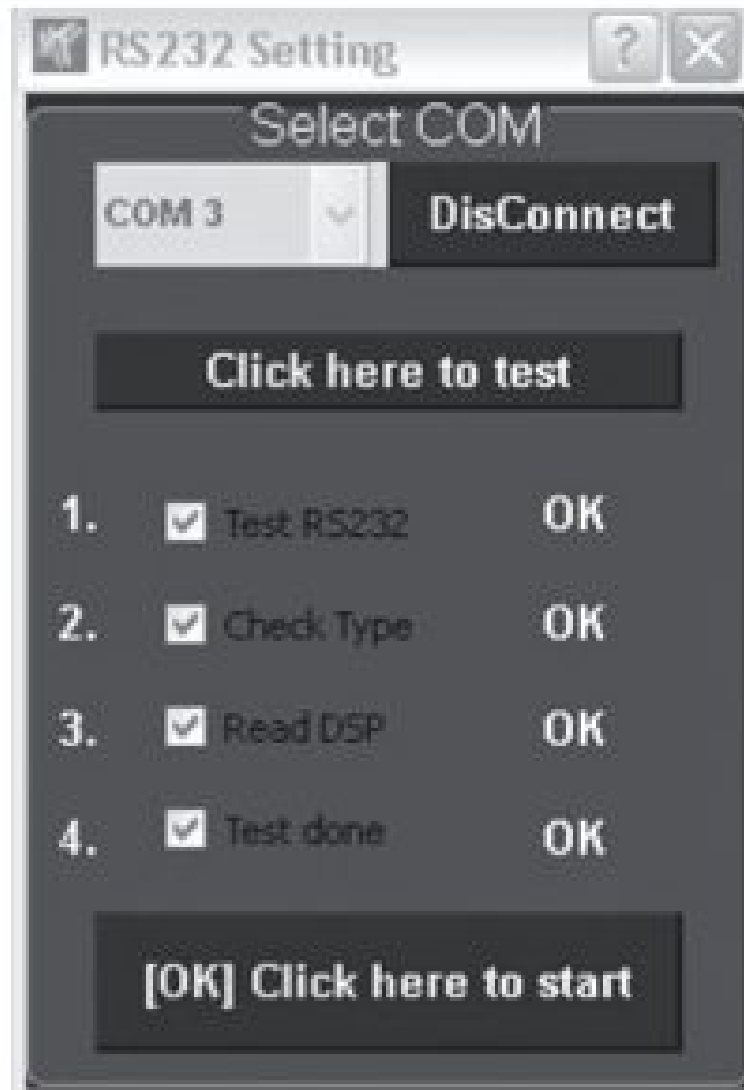 RS232 Setting
Select COM
COM 3
DisConnect
Click here to test
1. Test RS232 OK
2. Check Type OK
3. Read DSP OK
4. Test done OK
[OK] Click here to start